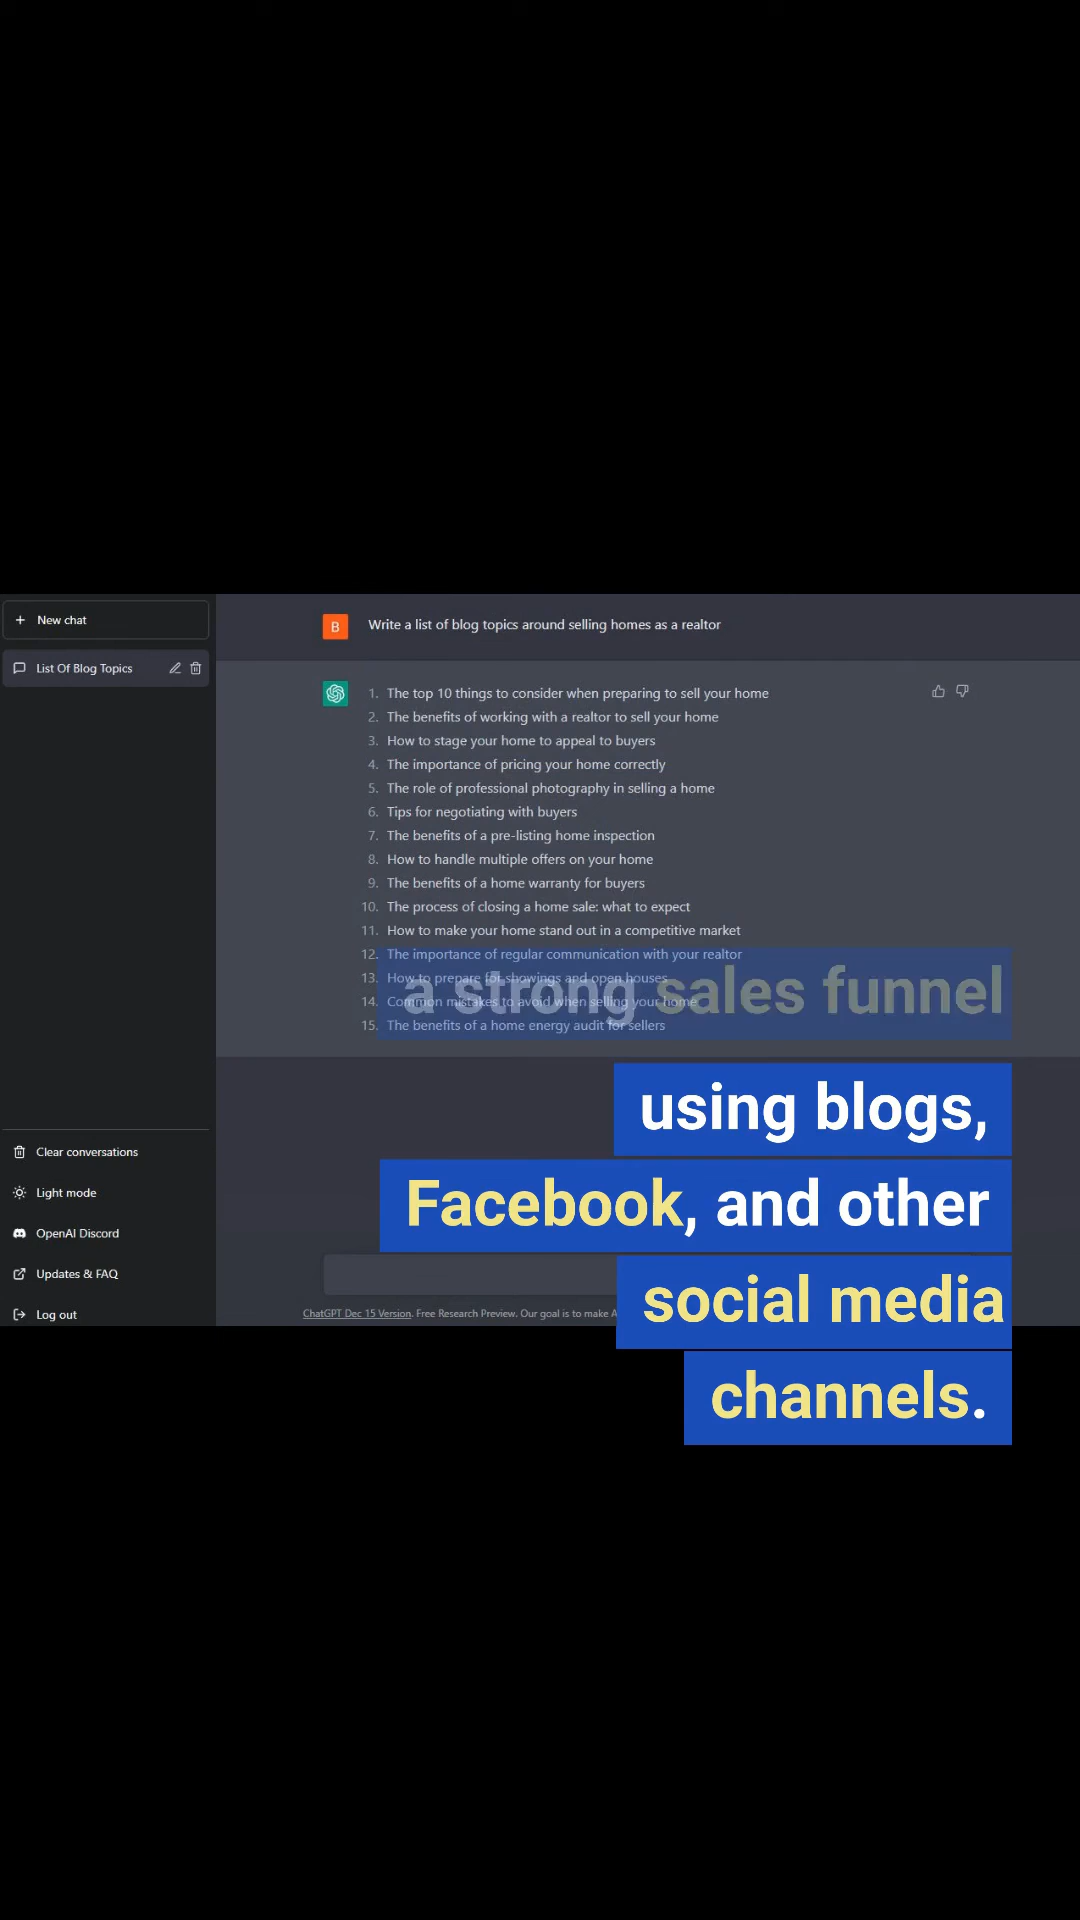 New chat
List Of Blog Topics
B
Write a list of blog topics around selling homes as a realtor
1. The top 10 things to consider when preparing to sell your home
2. The benefits of working with a realtor to sell your home
3. How to stage your home to appeal to buyers
4. The importance of pricing your home correctly
5. The role of professional photography in selling a home
6. Tips for negotiating with buyers
7. The benefits of a pre-listing home inspection
8. How to handle multiple offers on your home
9. The benefits of a home warranty for buyers
10. The process of closing a home sale: what to expect
11. How to make your home stand out in a competitive market
12. The importance of regular communication with your realtor
13. How to prepare for showings and open houses
14. Common mistakes to avoid when selling your home
15. The benefits of a home energy audit for sellers
a strong sales funnel
using blogs,
Facebook, and other
social media
channels.
Clear conversations
Light mode
OpenAI Discord
Updates & FAQ
Log out
ChatGPT Dec 15 Version. Free Research Preview. Our goal is to make